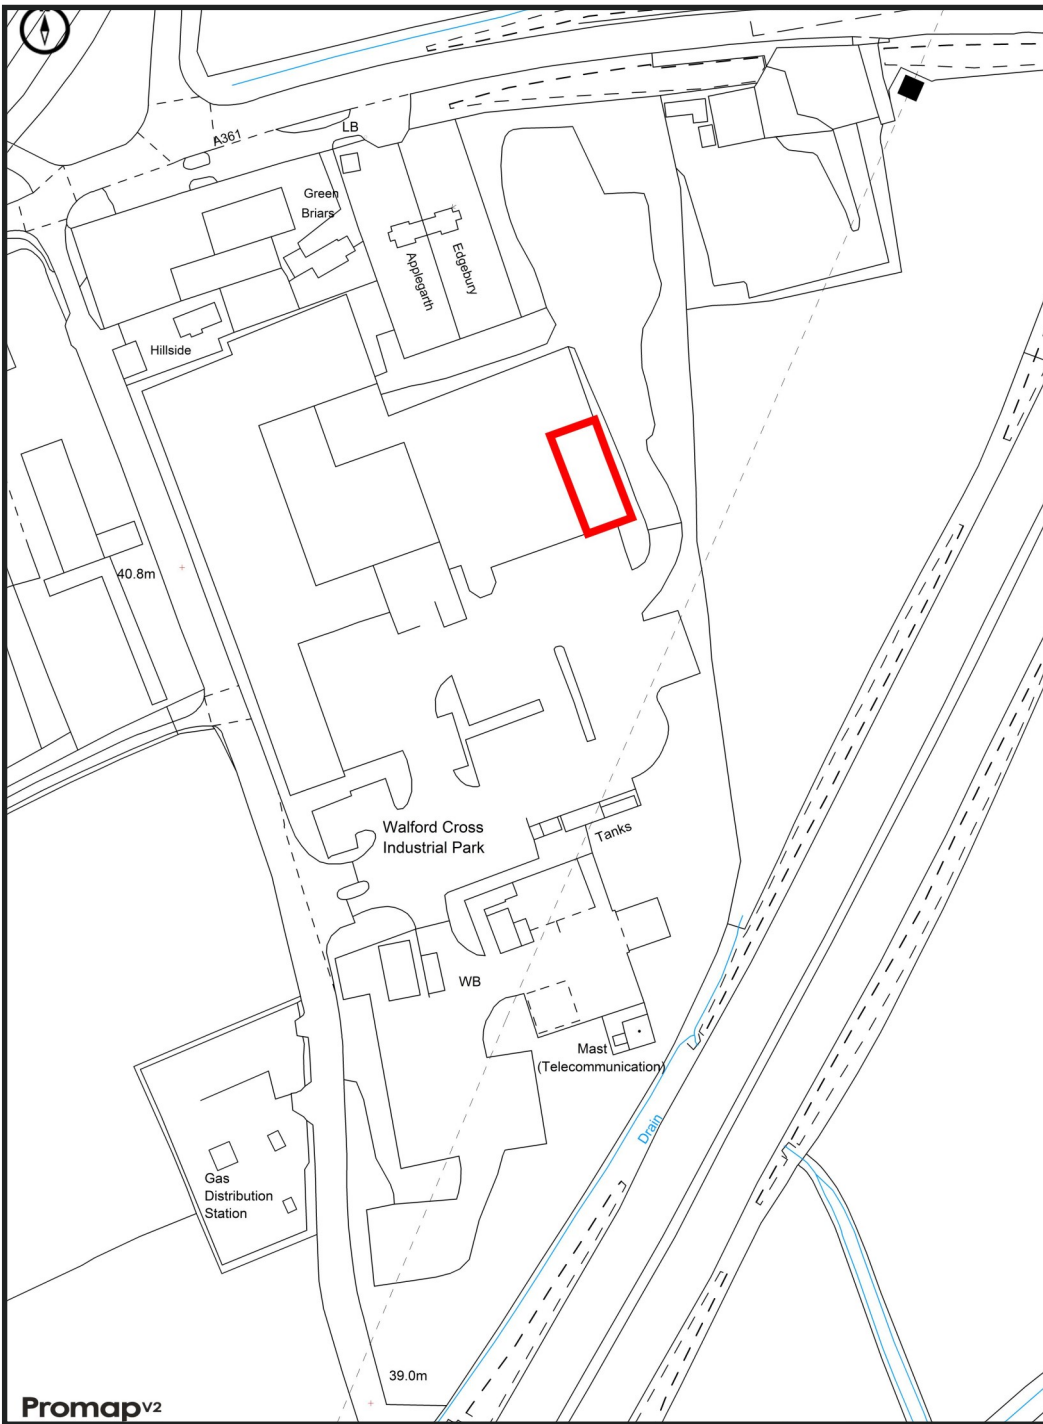 A361
LB
Green
Briars
Applegarth
Edgebury
Hillside
40.8m
Walford Cross
Industrial Park
Tanks
WB
Mast
(Telecommunication)
Drain
Gas
Distribution
Station
39.0m
Promap V2